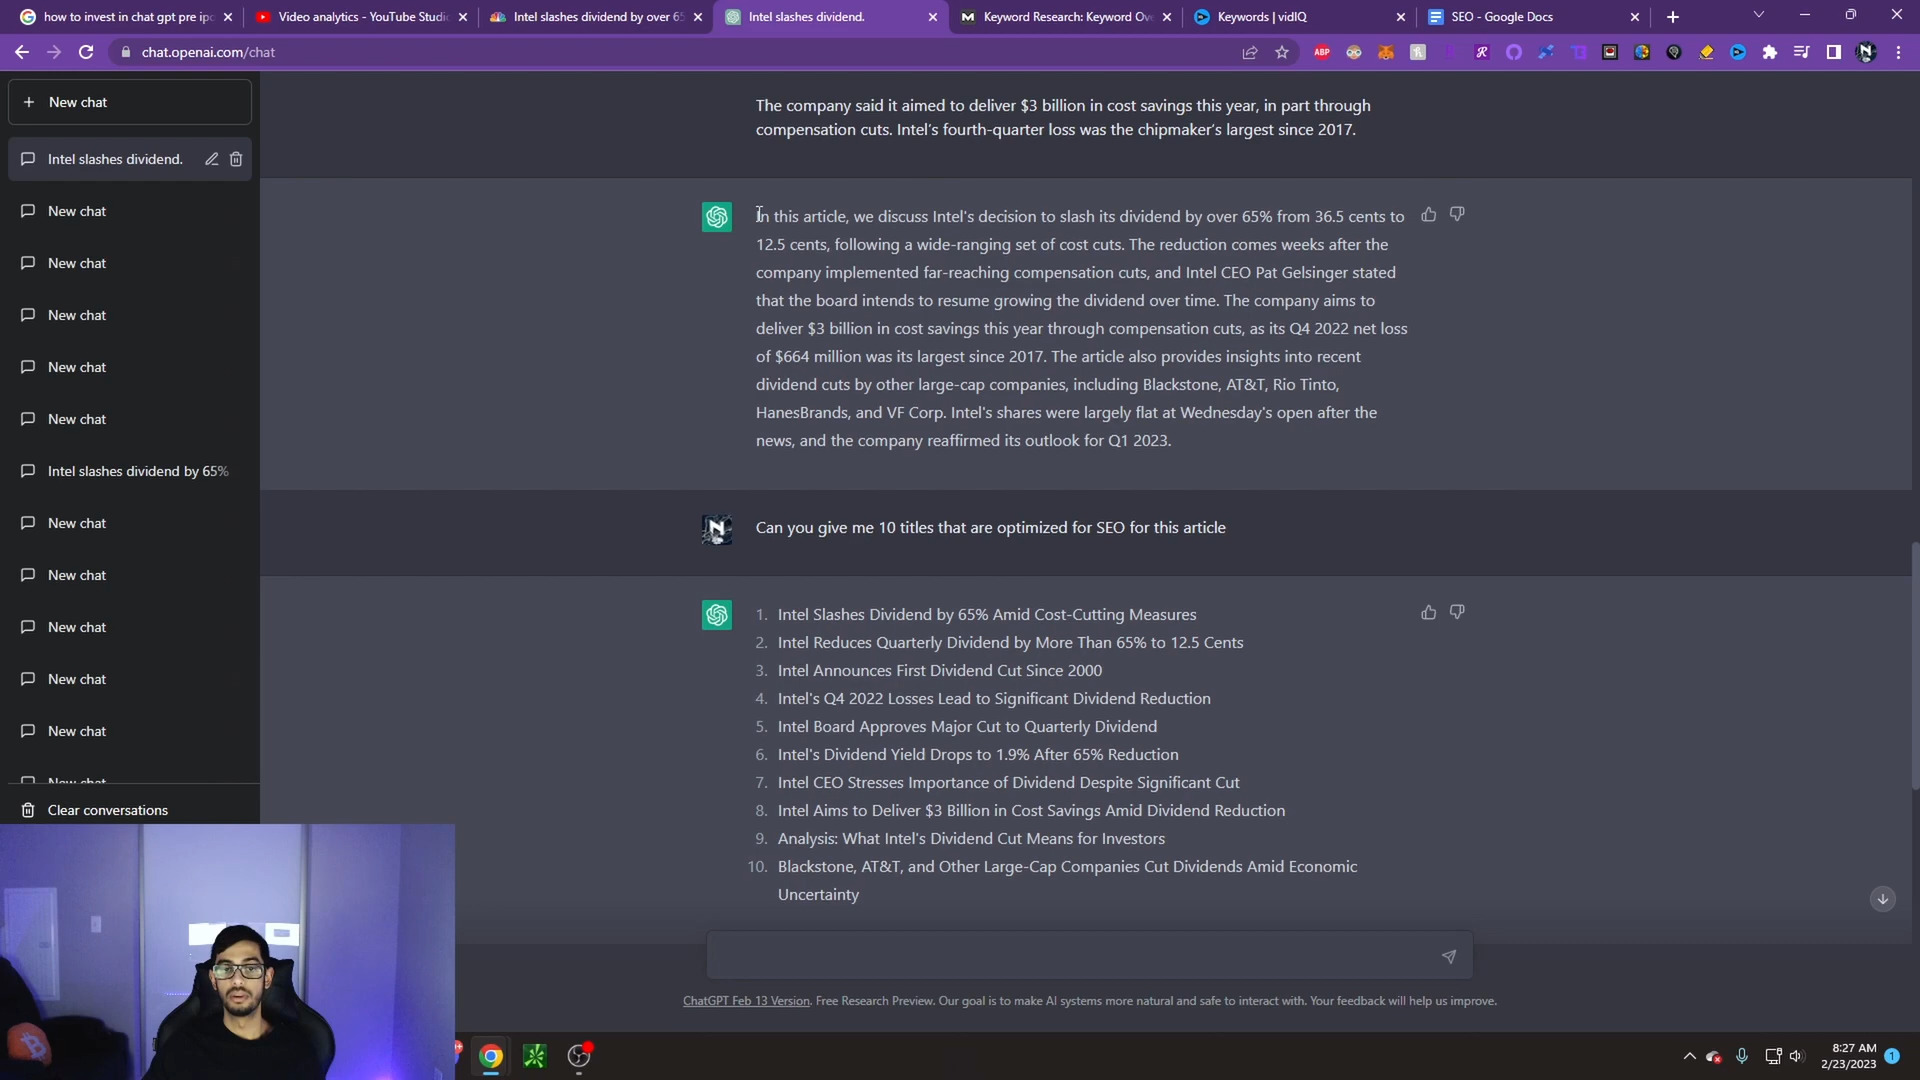 how to invest in chat gpt pre ipo
Video analytics - YouTube Studio
Intel slashes dividend by over 65
Intel slashes dividend.
Keyword Research: Keyword Ov
Keywords | vidIQ
SEO - Google Docs
chat.openai.com/chat
ABP
New chat
Intel slashes dividend.
New chat
New chat
New chat
New chat
New chat
Intel slashes dividend by 65%
New chat
New chat
New chat
New chat
New chat
New chat
Clear conversations
The company said it aimed to deliver $3 billion in cost savings this year, in part through
compensation cuts. Intel's fourth-quarter loss was the chipmaker's largest since 2017.
In this article, we discuss Intel's decision to slash its dividend by over 65% from 36.5 cents to
12.5 cents, following a wide-ranging set of cost cuts. The reduction comes weeks after the
company implemented far-reaching compensation cuts, and Intel CEO Pat Gelsinger stated
that the board intends to resume growing the dividend over time. The company aims to
deliver $3 billion in cost savings this year through compensation cuts, as its Q4 2022 net loss
of $664 million was its largest since 2017. The article also provides insights into recent
dividend cuts by other large-cap companies, including Blackstone, AT&T, Rio Tinto,
HanesBrands, and VF Corp. Intel's shares were largely flat at Wednesday's open after the
news, and the company reaffirmed its outlook for Q1 2023.
N
Can you give me 10 titles that are optimized for SEO for this article
1. Intel Slashes Dividend by 65% Amid Cost-Cutting Measures
2. Intel Reduces Quarterly Dividend by More Than 65% to 12.5 Cents
3. Intel Announces First Dividend Cut Since 2000
4. Intel's Q4 2022 Losses Lead to Significant Dividend Reduction
5. Intel Board Approves Major Cut to Quarterly Dividend
6. Intel's Dividend Yield Drops to 1.9% After 65% Reduction
7. Intel CEO Stresses Importance of Dividend Despite Significant Cut
8. Intel Aims to Deliver $3 Billion in Cost Savings Amid Dividend Reduction
9. Analysis: What Intel's Dividend Cut Means for Investors
10. Blackstone, AT&T, and Other Large-Cap Companies Cut Dividends Amid Economic
Uncertainty
ChatGPT Feb 13 Version. Free Research Preview. Our goal is to make AI systems more natural and safe to interact with. Your feedback will help us improve.
8:27 AM
2/23/2023
1